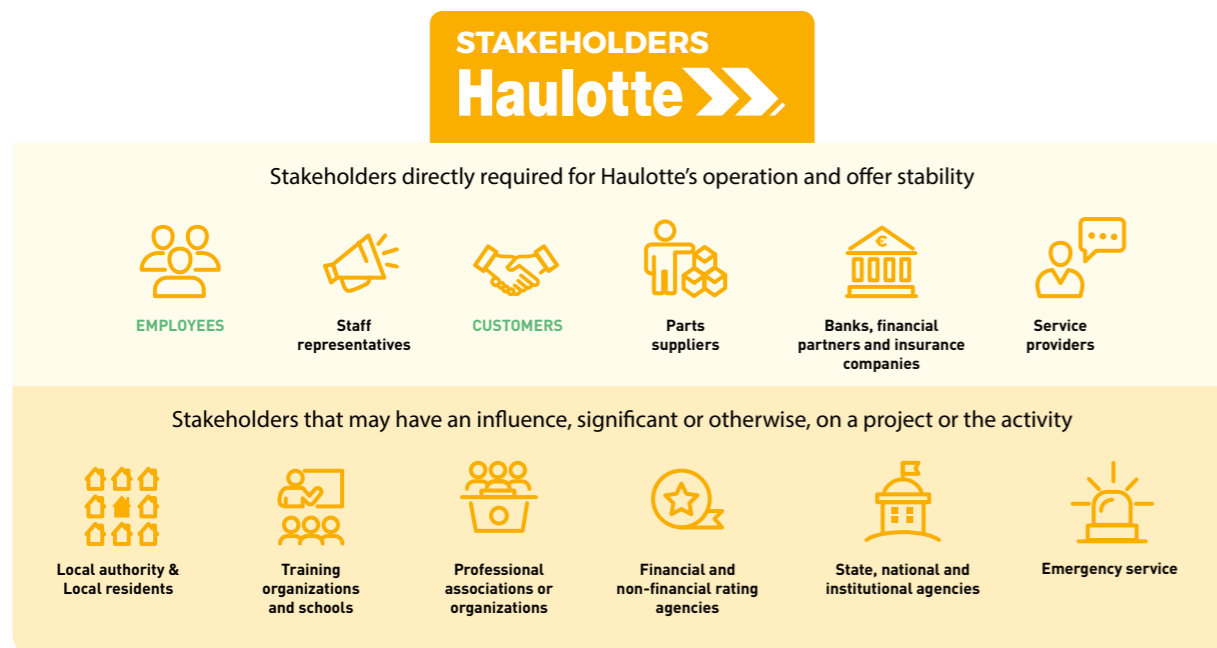 STAKEHOLDERS
Haulotte
Stakeholders directly required for Haulotte's operation and offer stability
€
EMPLOYEES
Staff
representatives
CUSTOMERS
Parts
suppliers
Banks, financial
partners and insurance
companies
Service
providers
Stakeholders that may have an influence, significant or otherwise, on a project or the activity
Local authority &
Local residents
Training
organizations
and schools
Professional
associations or
organizations
Financial and
non-financial rating
agencies
State, national and
institutional agencies
Emergency service